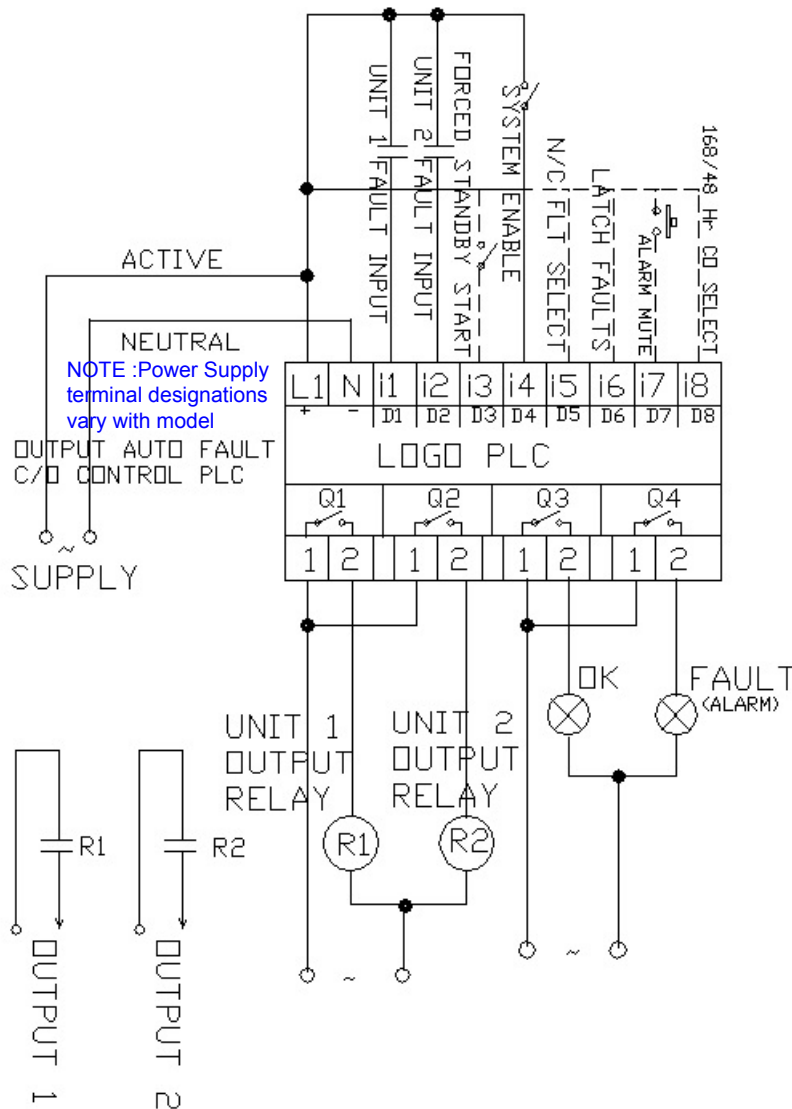 UNIT 1 FAULT INPUT
UNIT 2 FAULT INPUT
FORCED STANDBY START
SYSTEM ENABLE
N/C FLT SELECT
LATCH FAULTS
ALARM MUTE
168/48 Hr CO SELECT
ACTIVE
NEUTRAL
NOTE :Power Supply
terminal designations
vary with model
L1 N i1 i2 i3 i4 i5 i6 i7 i8
+ - D1 D2 D3 D4 D5 D6 D7 D8
OUTPUT AUTO FAULT
C/O CONTROL PLC
LOGO PLC
Q1 Q2 Q3 Q4
1 2 1 2 1 2 1 2
~
SUPPLY
OK
FAULT
(ALARM)
UNIT 1
OUTPUT
RELAY
UNIT 2
OUTPUT
RELAY
R1
R2
R1
R2
~
~
OUTPUT 1
OUTPUT 2